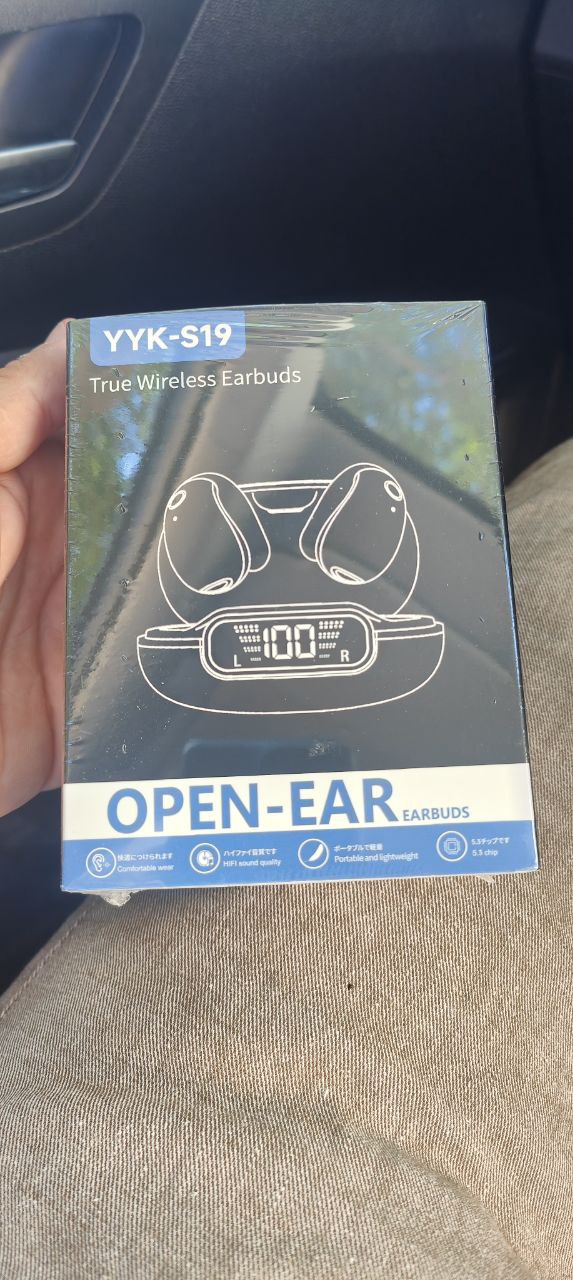 YYK-S19
True Wireless Earbuds
100
L R
OPEN-EAR EARBUDS
快適につけられます
Comfortable wear
ハイファイ音質です
HIFI sound quality
ポータブルで軽量
Portable and lightweight
5.3チップです
5.3 chip